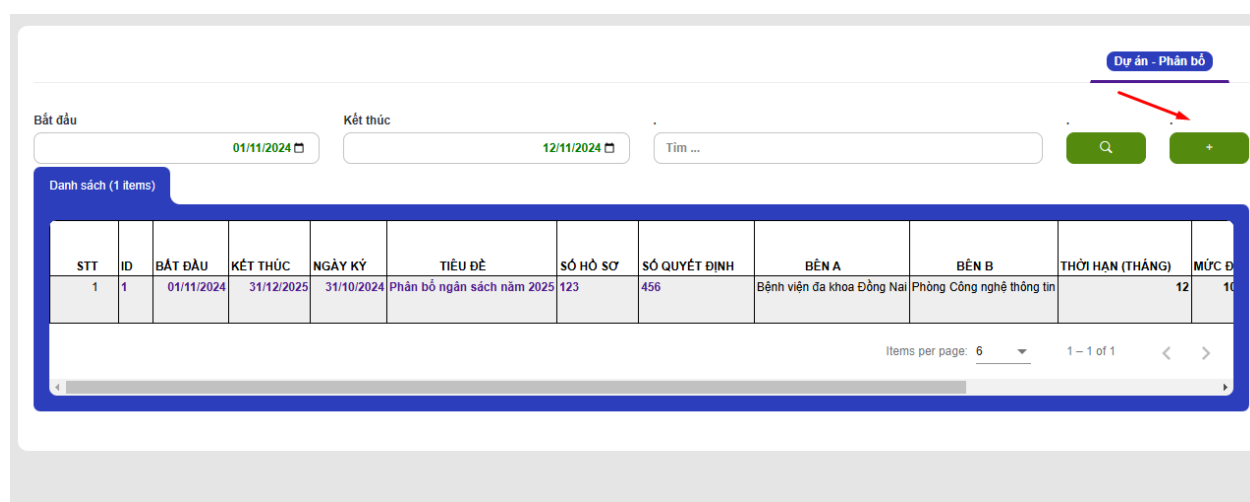 Dự án - Phân bổ
Bắt đầu Kết thúc . . .
01/11/2024 12/11/2024 Tìm ... +
Danh sách (1 items)
STT ID BẮT ĐẦU KẾT THÚC NGÀY KÝ TIÊU ĐỀ SỐ HỒ SƠ SỐ QUYẾT ĐỊNH BÊN A BÊN B THỜI HẠN (THÁNG) MỨC Đ
1 1 01/11/2024 31/12/2025 31/10/2024 Phân bổ ngân sách năm 2025 123 456 Bệnh viện đa khoa Đồng Nai Phòng Công nghệ thông tin 12 10
Items per page: 6 1 – 1 of 1